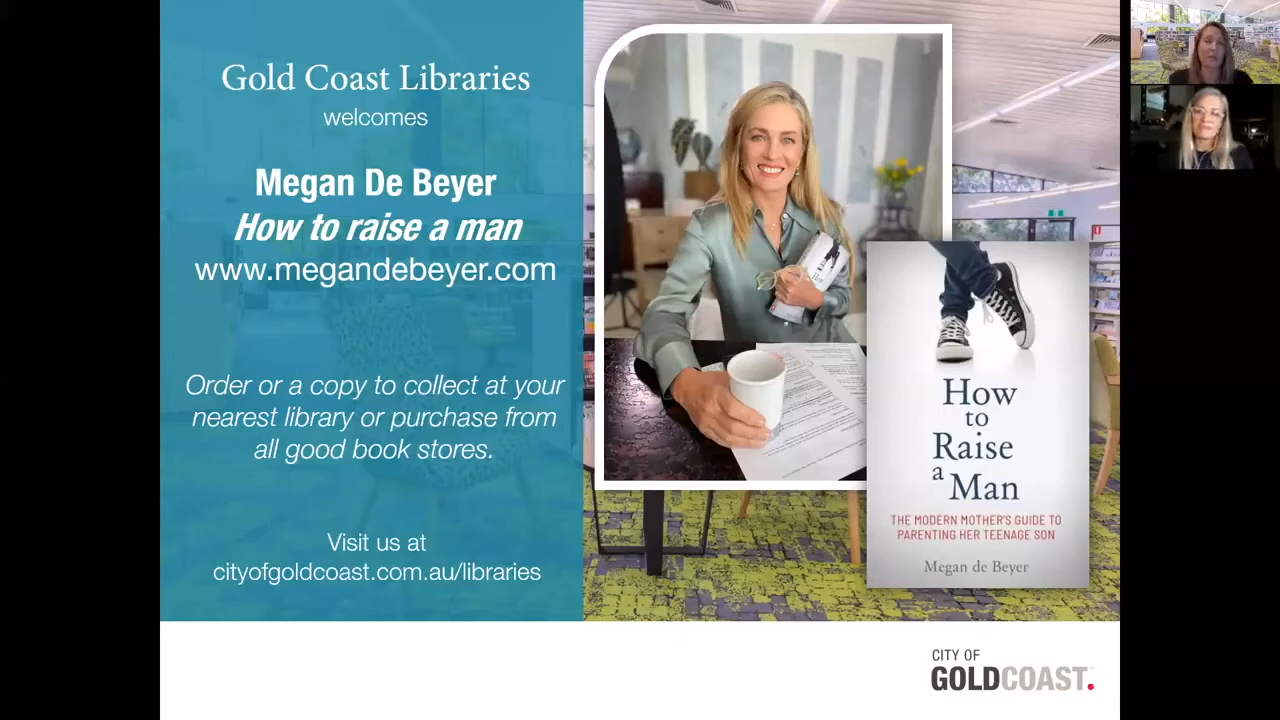 Gold Coast Libraries
welcomes
Megan De Beyer
How to raise a man
www.megandebeyer.com
Order or a copy to collect at your
nearest library or purchase from
all good book stores.
Visit us at
cityofgoldcoast.com.au/libraries
How
How
to
Raise
a
Man
THE MODERN MOTHER'S GUIDE TO
PARENTING HER TEENAGE SON
Megan de Beyer
CITY OF
GOLDCOAST.